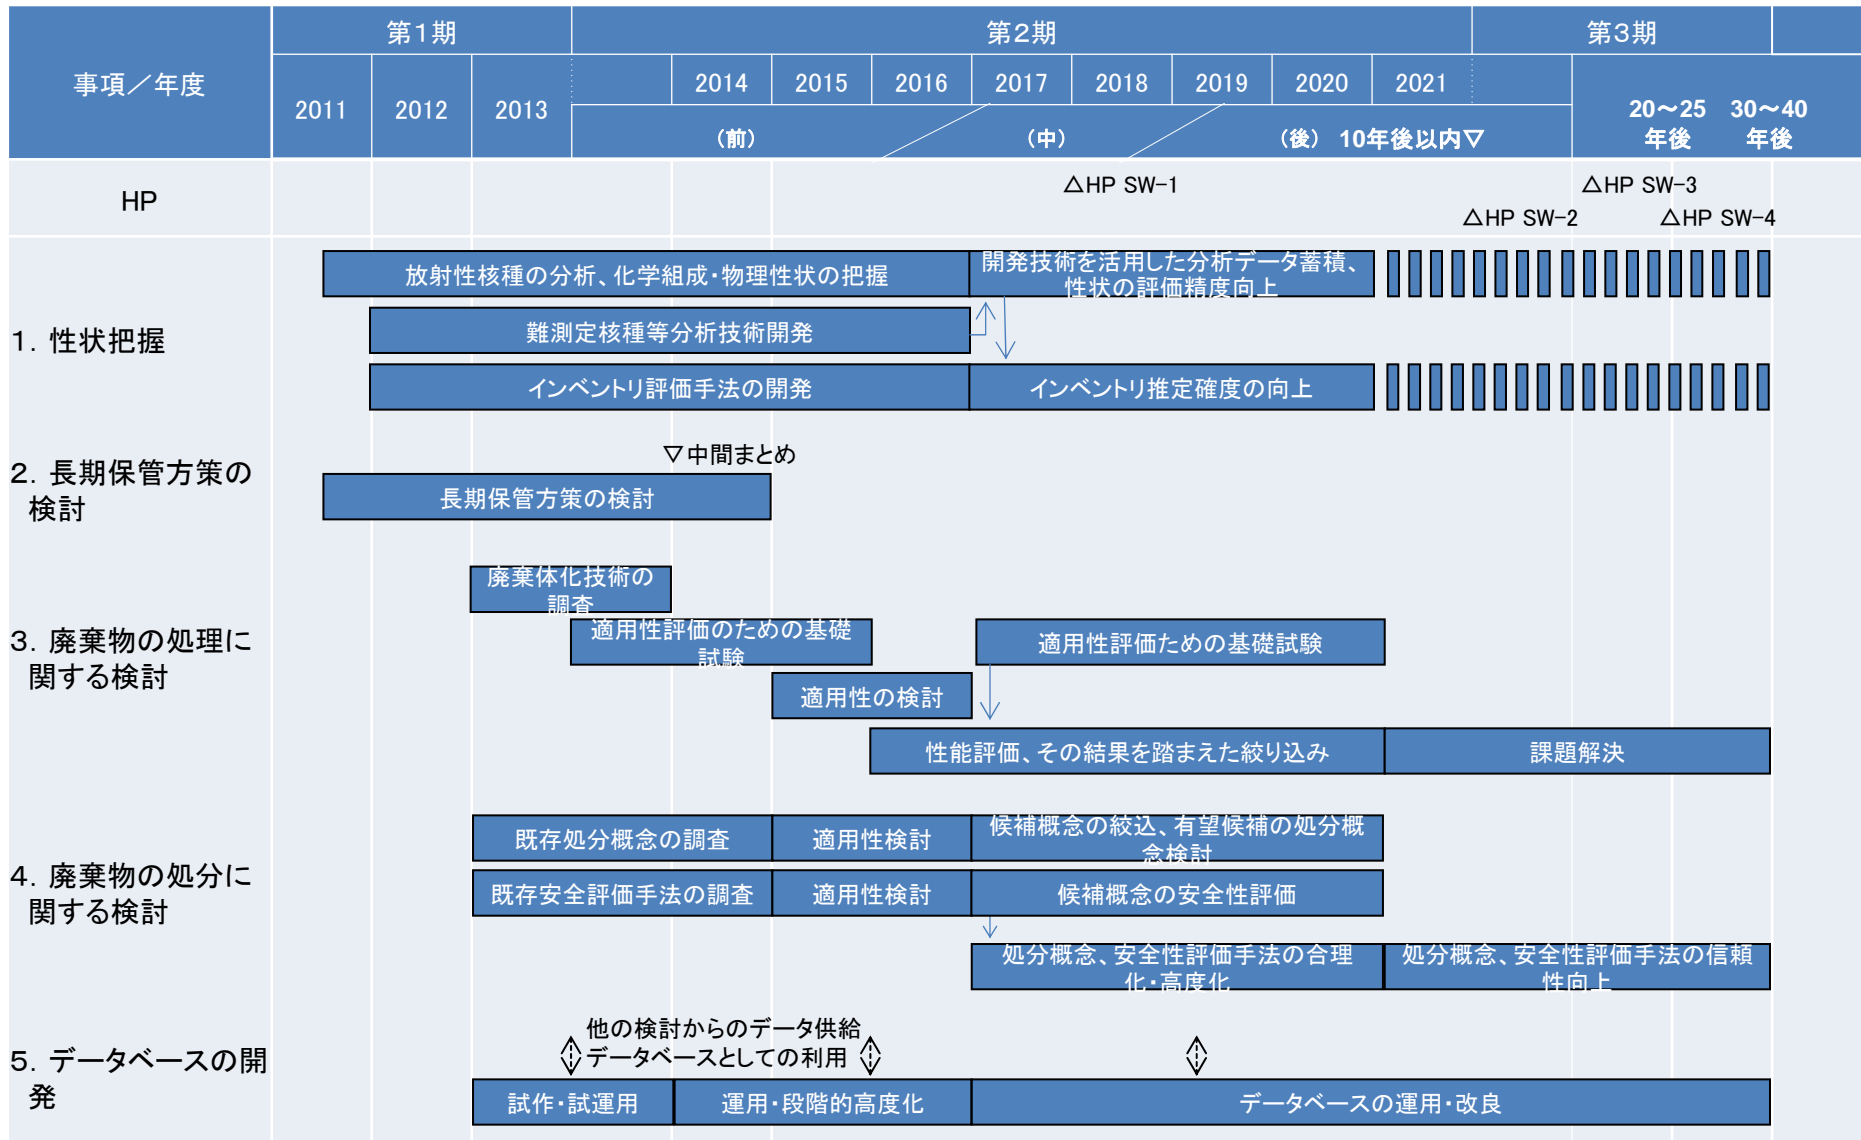 事項／年度
第1期
第2期
第3期
2011
2012
2013
2014
2015
2016
2017
2018
2019
2020
2021
（前）
（中）
（後） 10年後以内▽
20～25
年後
30～40
年後
HP
△HP SW-1
△HP SW-2
△HP SW-3
△HP SW-4
1. 性状把握
放射性核種の分析、化学組成・物理性状の把握
開発技術を活用した分析データ蓄積、
性状の評価精度向上
難測定核種等分析技術開発
インベントリ評価手法の開発
インベントリ推定確度の向上
2. 長期保管方策の
検討
▽中間まとめ
長期保管方策の検討
3. 廃棄物の処理に
関する検討
廃棄体化技術の
調査
適用性評価のための基礎
試験
適用性評価ための基礎試験
適用性の検討
性能評価、その結果を踏まえた絞り込み
課題解決
4. 廃棄物の処分に
関する検討
既存処分概念の調査
適用性検討
候補概念の絞込、有望候補の処分概
念検討
既存安全評価手法の調査
適用性検討
候補概念の安全性評価
処分概念、安全性評価手法の合理
化・高度化
処分概念、安全性評価手法の信頼
性向上
5. データベースの開
発
他の検討からのデータ供給
データベースとしての利用
試作・試運用
運用・段階的高度化
データベースの運用・改良